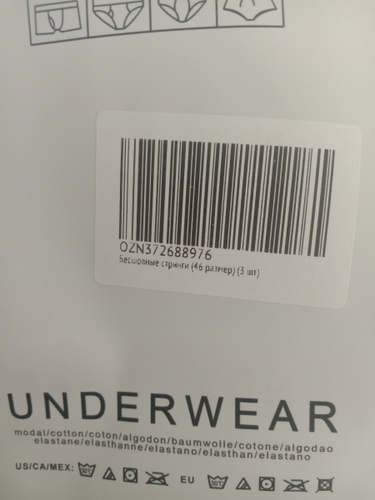 OZN372688976
Бесшовные стринги (46 размер) (3 шт)
UNDERWEAR
modal/cotton/coton/algodon/baumwolle/cotone/algodao
elastane/elasthanne/elastano/elasthan/elastano
US/CA/MEX: EU